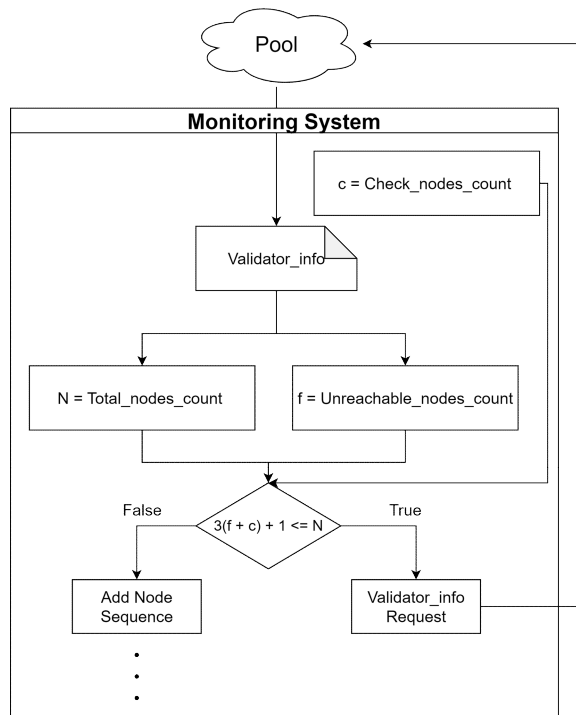 Pool
Monitoring System
c = Check_nodes_count
Validator_info
N = Total_nodes_count
f = Unreachable_nodes_count
False
3(f + c) + 1 <= N
True
Add Node
Sequence
Validator_info
Request